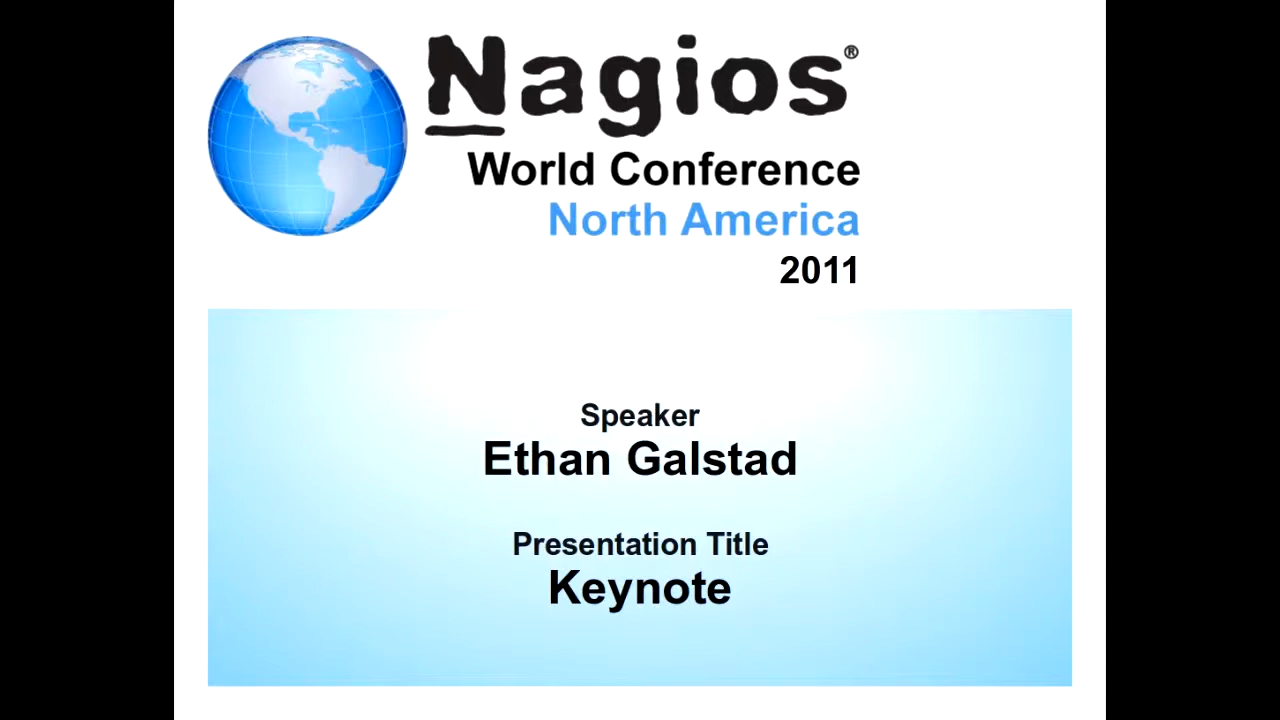 Nagios®
World Conference
North America
2011
Speaker
Ethan Galstad
Presentation Title
Keynote